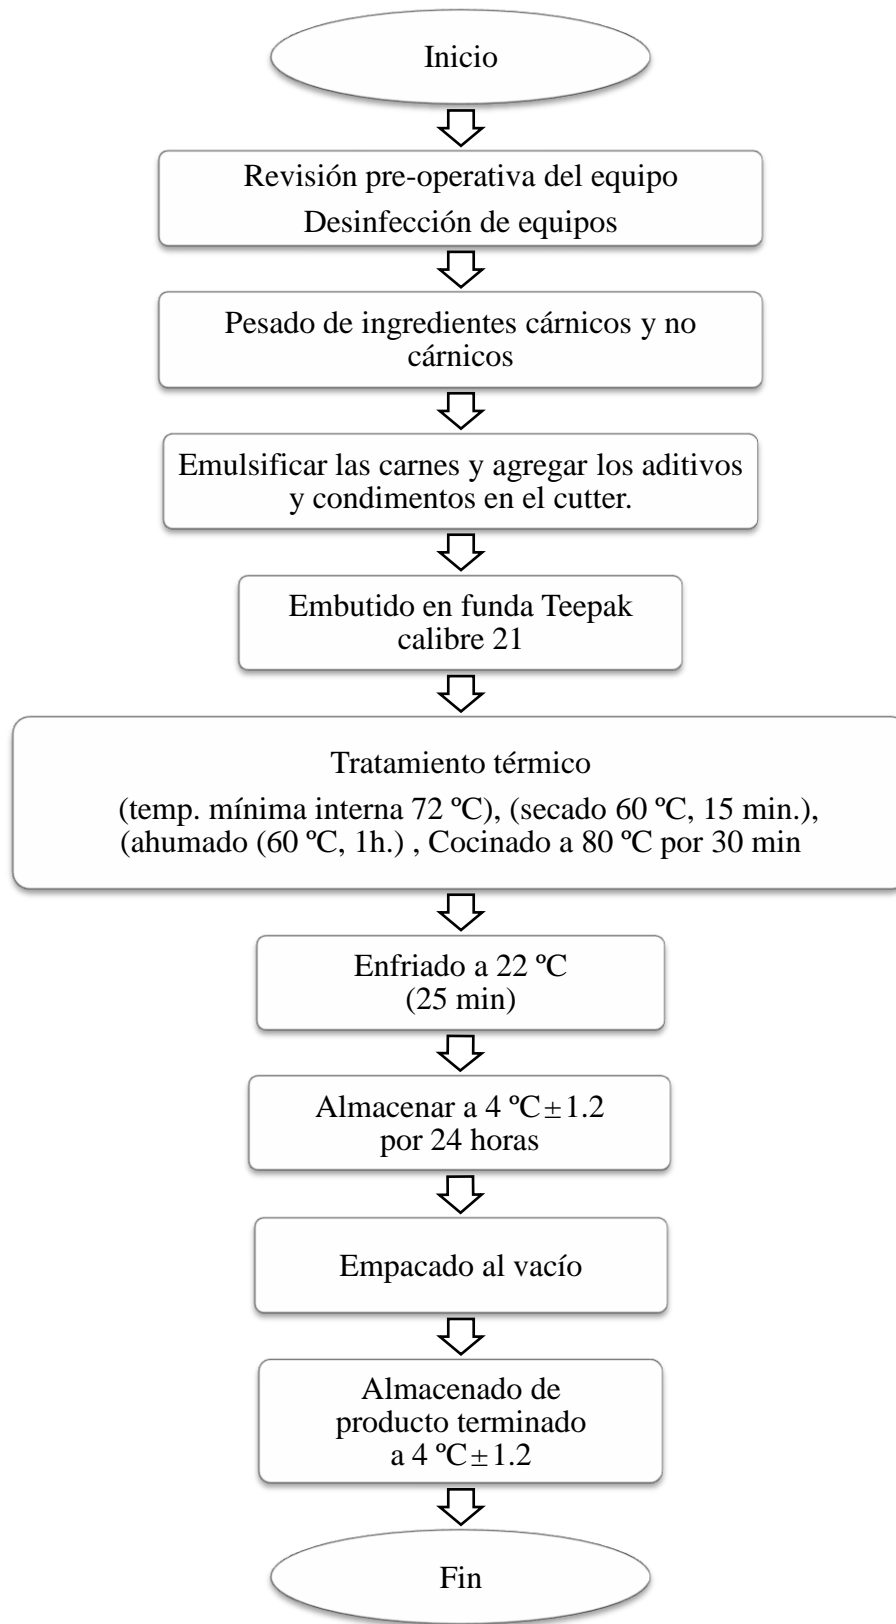 Inicio
Revisión pre-operativa del equipo
Desinfección de equipos
Pesado de ingredientes cárnicos y no
cárnicos
Emulsificar las carnes y agregar los aditivos
y condimentos en el cutter.
Embutido en funda Teepak
calibre 21
Tratamiento térmico
(temp. mínima interna 72 ºC), (secado 60 ºC, 15 min.),
(ahumado (60 ºC, 1h.) , Cocinado a 80 ºC por 30 min
Enfriado a 22 ºC
(25 min)
Almacenar a 4 ºC±1.2
por 24 horas
Empacado al vacío
Almacenado de
producto terminado
a 4 ºC±1.2
Fin